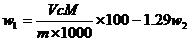 w₁ = VcM / m×1000 ×100−1.29w₂